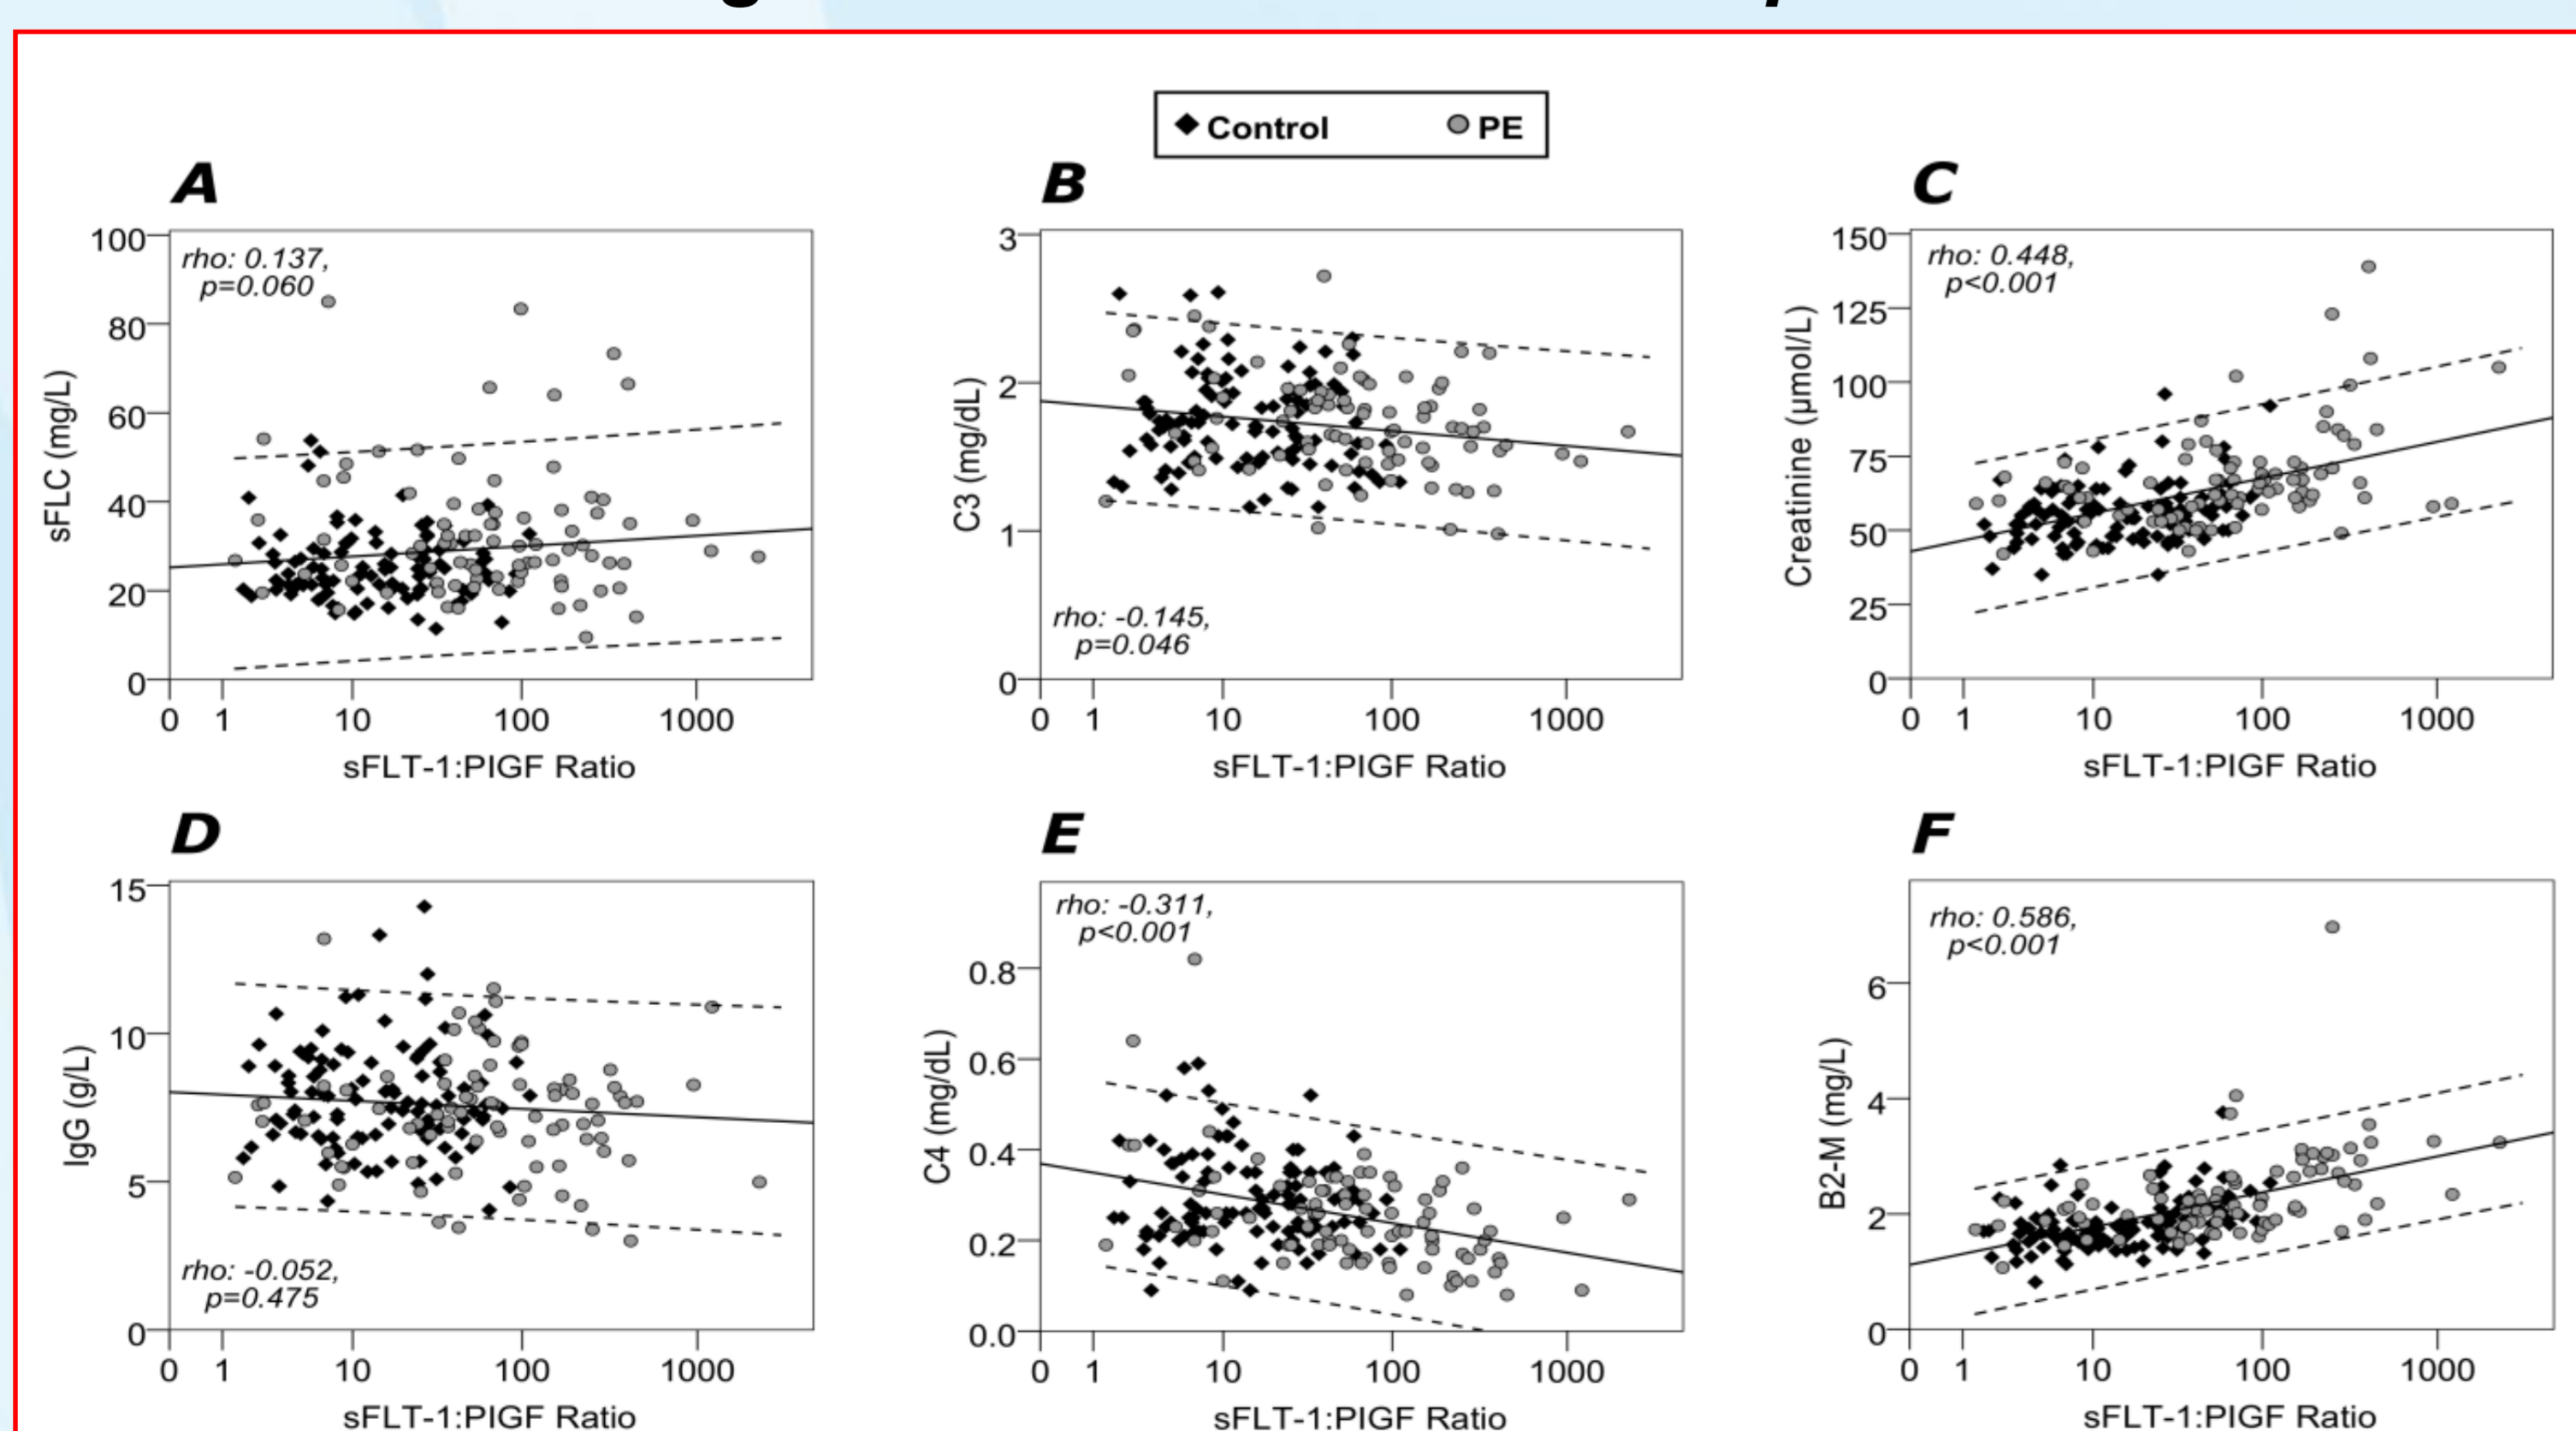 Control PE
A
B
C
100
80
60
40
20
0
sFLC (mg/L)
rho: 0.137,
p=0.060
0 1 10 100 1000
sFLT-1:PIGF Ratio
3
2
1
0
C3 (mg/dL)
rho: -0.145,
p=0.046
0 1 10 100 1000
sFLT-1:PIGF Ratio
150
125
100
75
50
25
0
Creatinine (µmol/L)
rho: 0.448,
p<0.001
0 1 10 100 1000
sFLT-1:PIGF Ratio
D
E
F
15
10
5
0
IgG (g/L)
rho: -0.052,
p=0.475
0 1 10 100 1000
sFLT-1:PIGF Ratio
0.8
0.6
0.4
0.2
0.0
C4 (mg/dL)
rho: -0.311,
p<0.001
0 1 10 100 1000
sFLT-1:PIGF Ratio
6
4
2
0
B2-M (mg/L)
rho: 0.586,
p<0.001
0 1 10 100 1000
sFLT-1:PIGF Ratio